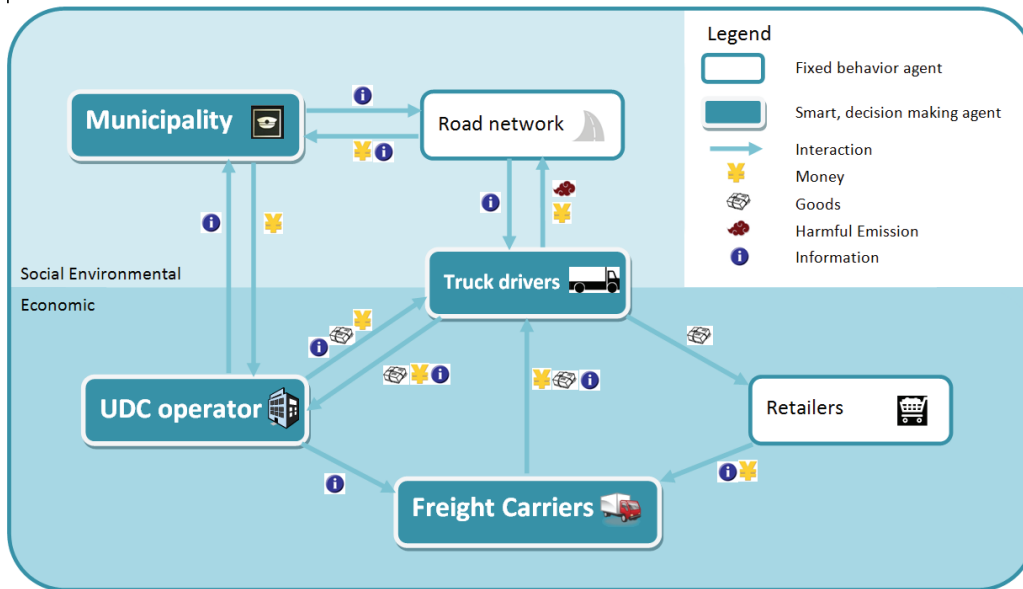 Legend
Fixed behavior agent
Smart, decision making agent
Interaction
Money
Goods
Harmful Emission
Information
Municipality
Road network
Social Environmental
Economic
Truck drivers
UDC operator
Retailers
Freight Carriers